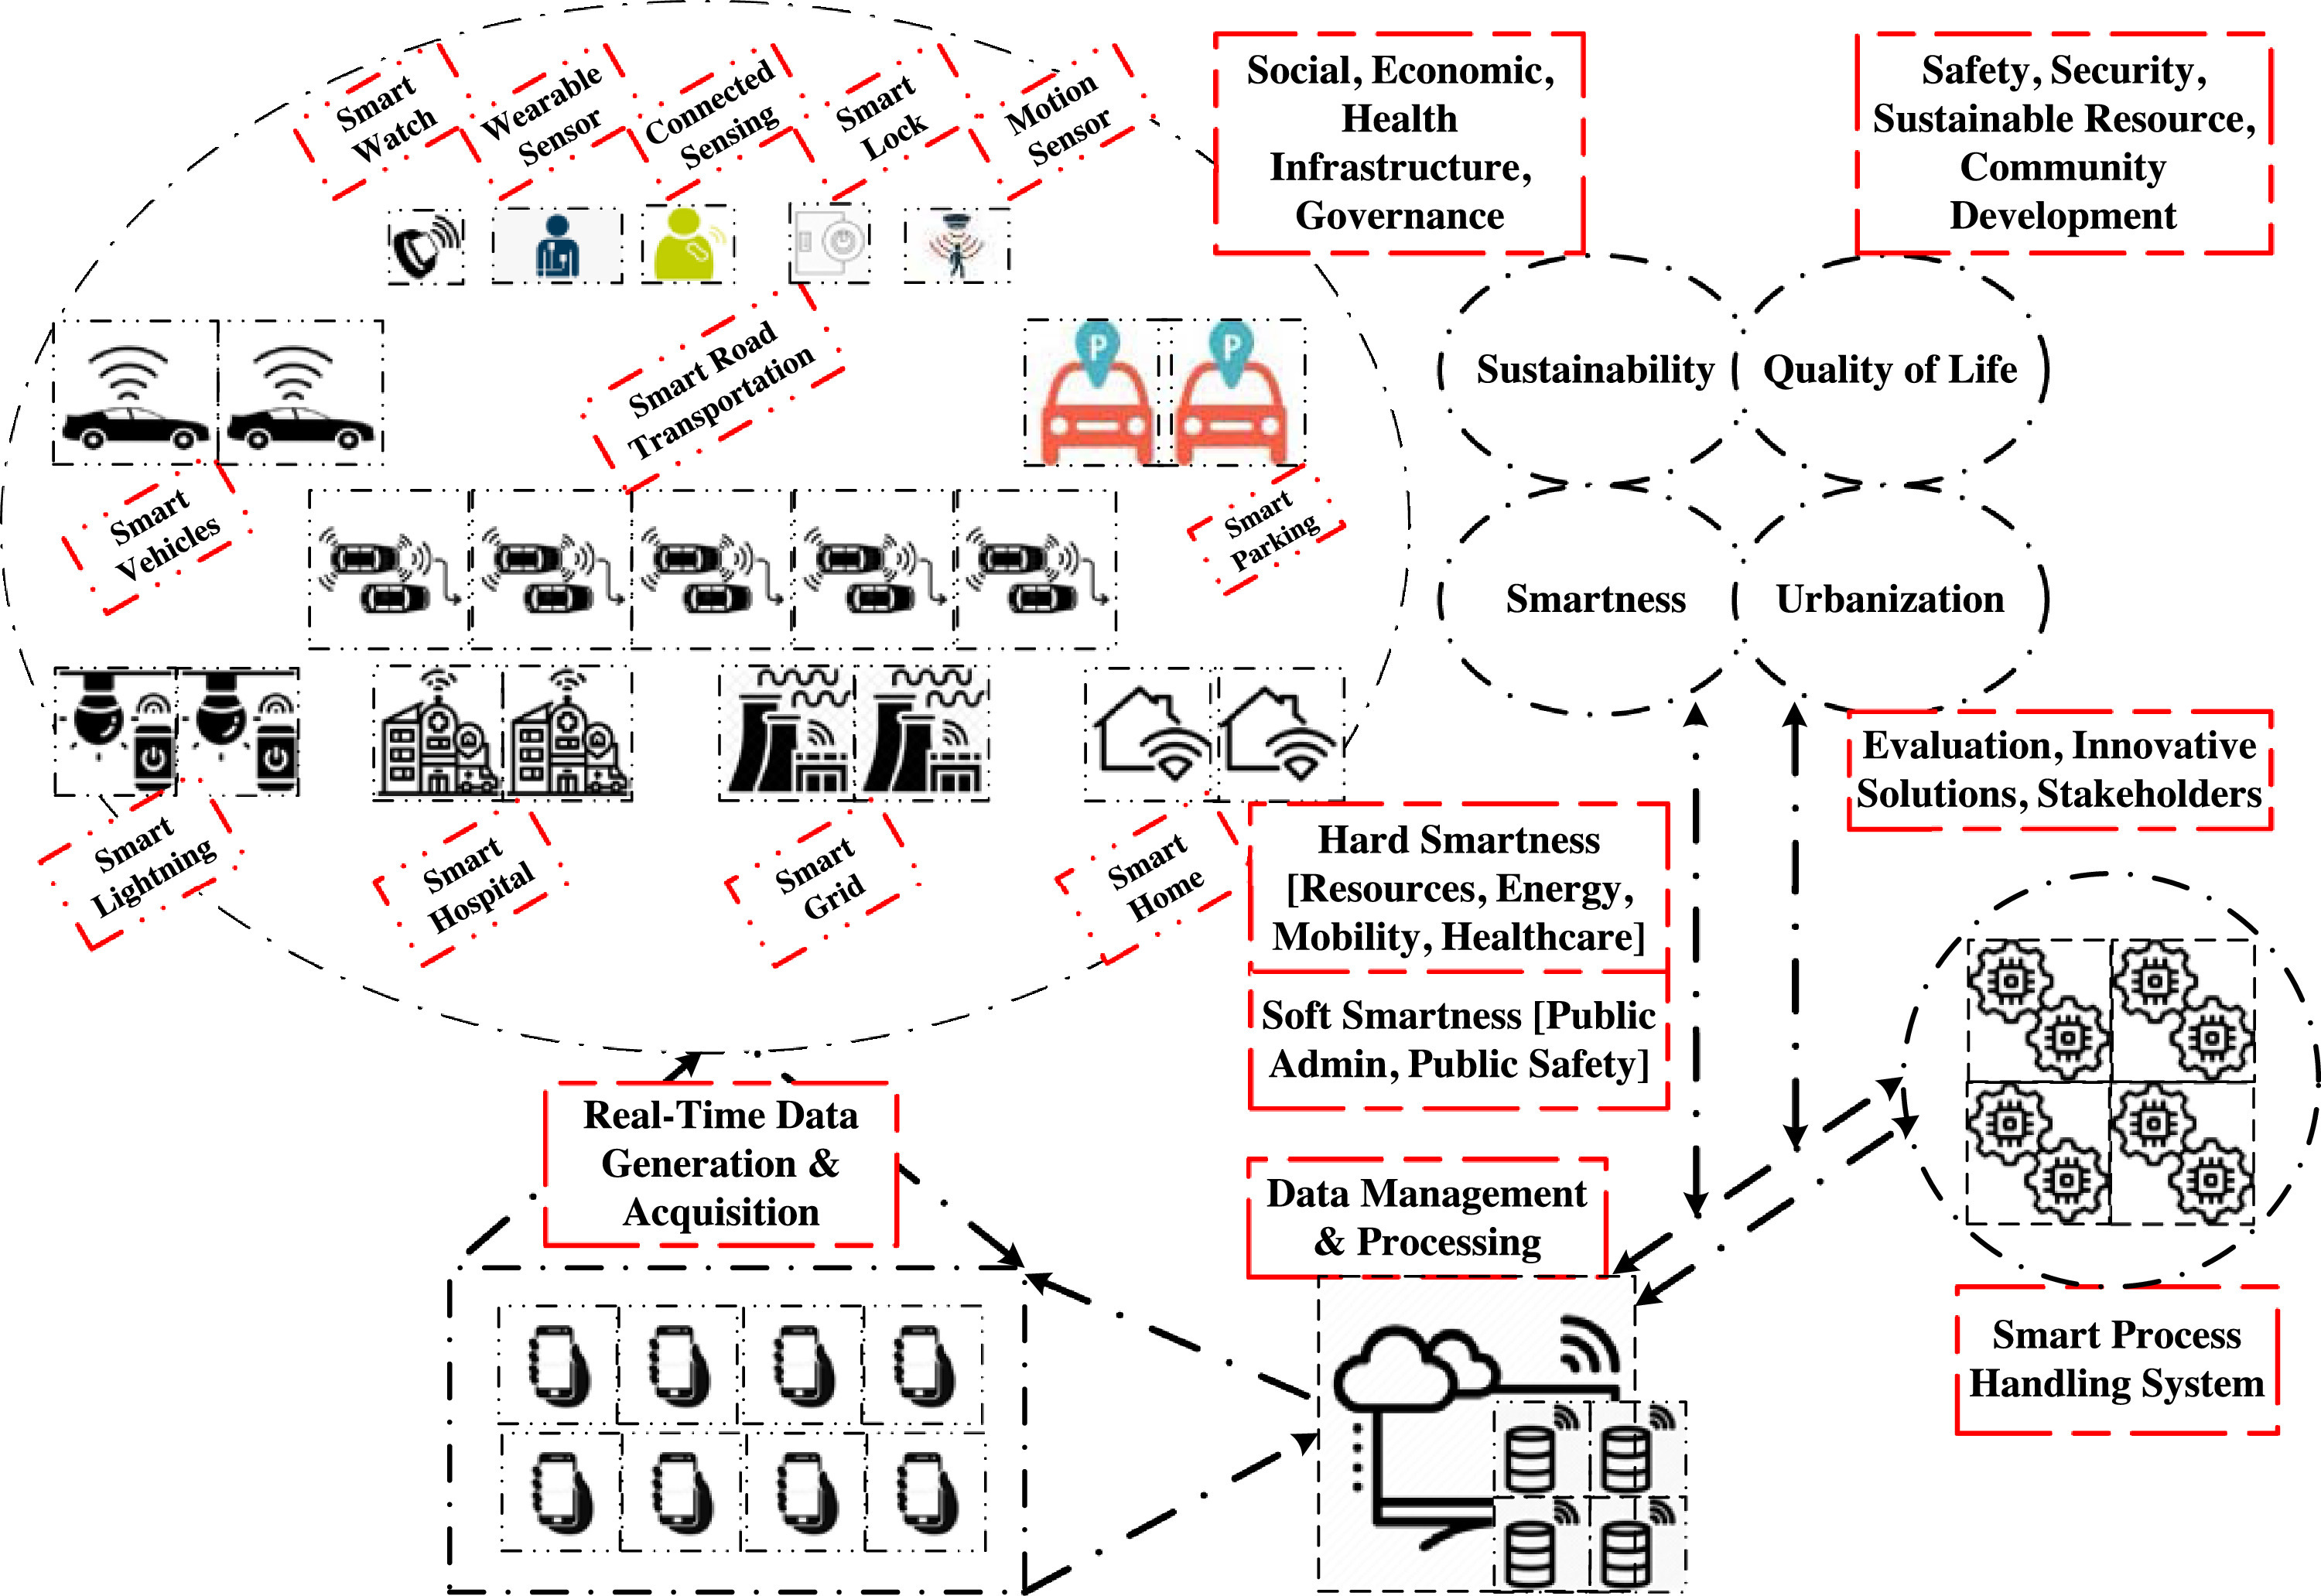 Smart
Watch
Wearable
Sensor
Connected
Sensing
Smart
Lock
Motion
Sensor
Social, Economic,
Health
Infrastructure,
Governance
Safety, Security,
Sustainable Resource,
Community
Development
Smart Road
Transportation
P
P
Sustainability
Quality of Life
Smart
Vehicles
Smart
Parking
Smartness
Urbanization
Evaluation, Innovative
Solutions, Stakeholders
Smart
Lightning
Smart
Hospital
Smart
Grid
Smart
Home
Hard Smartness
[Resources, Energy,
Mobility, Healthcare]
Soft Smartness [Public
Admin, Public Safety]
Real-Time Data
Generation &
Acquisition
Data Management
& Processing
Smart Process
Handling System